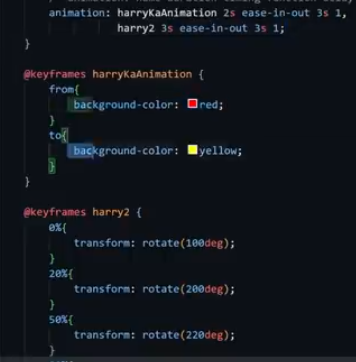 animation: harryKaAnimation 2s ease-in-out 3s 1,
harry2 3s ease-in-out 3s 1;
}
@keyframes harryKaAnimation {
from{
background-color: red;
}
to{
background-color: yellow;
}
}
@keyframes harry2 {
0%{
transform: rotate(100deg);
}
20%{
transform: rotate(200deg);
}
50%{
transform: rotate(220deg);
}